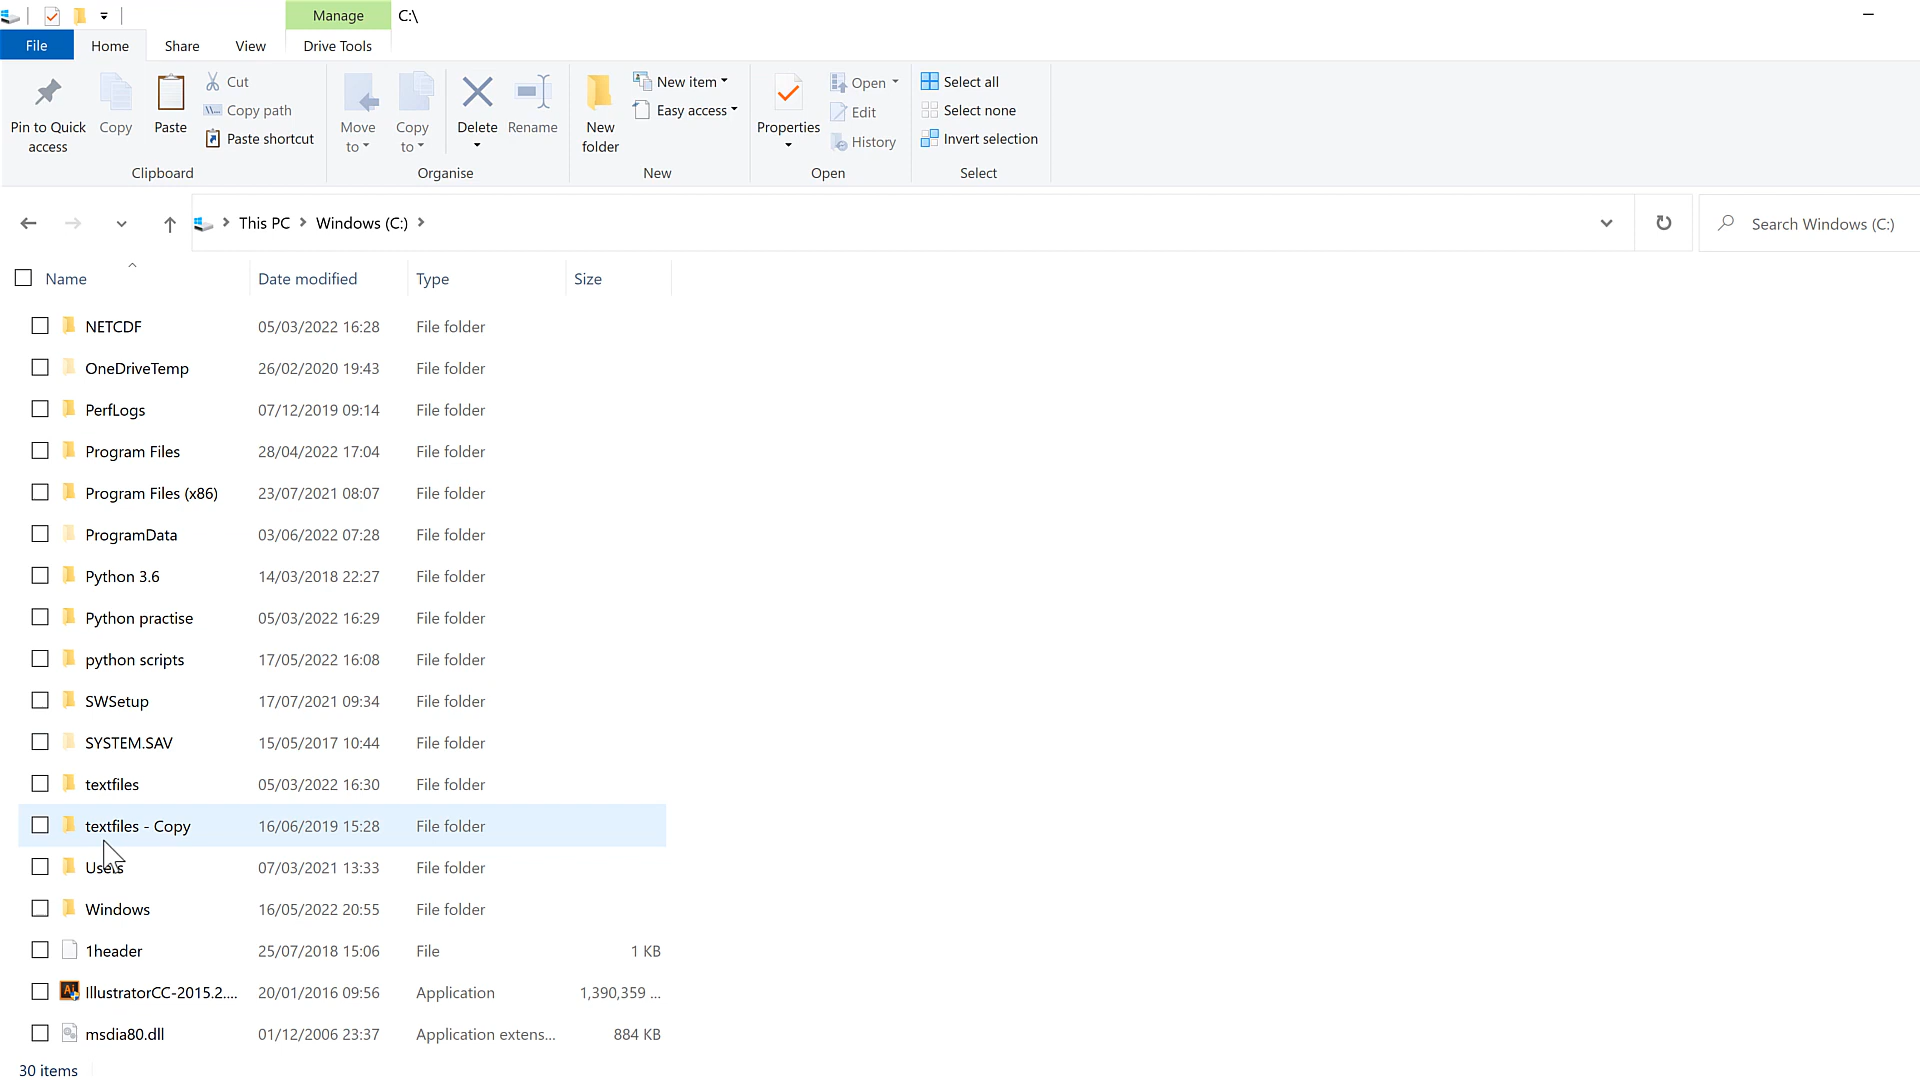 Manage C:\
File Home Share View Drive Tools
Pin to Quick access
Copy
Paste
Cut
Copy path
Paste shortcut
Clipboard
Move to
Copy to
Delete
Rename
Organise
New folder
New item
Easy access
New
Properties
Open
Edit
History
Open
Select all
Select none
Invert selection
Select
This PC Windows (C:)
Search Windows (C:)
Name Date modified Type Size
NETCDF 05/03/2022 16:28 File folder
OneDriveTemp 26/02/2020 19:43 File folder
PerfLogs 07/12/2019 09:14 File folder
Program Files 28/04/2022 17:04 File folder
Program Files (x86) 23/07/2021 08:07 File folder
ProgramData 03/06/2022 07:28 File folder
Python 3.6 14/03/2018 22:27 File folder
Python practise 05/03/2022 16:29 File folder
python scripts 17/05/2022 16:08 File folder
SWSetup 17/07/2021 09:34 File folder
SYSTEM.SAV 15/05/2017 10:44 File folder
textfiles 05/03/2022 16:30 File folder
textfiles - Copy 16/06/2019 15:28 File folder
Users 07/03/2021 13:33 File folder
Windows 16/05/2022 20:55 File folder
1header 25/07/2018 15:06 File 1 KB
Ai IllustratorCC-2015.2.... 20/01/2016 09:56 Application 1,390,359 ...
msdia80.dll 01/12/2006 23:37 Application extens... 884 KB
30 items